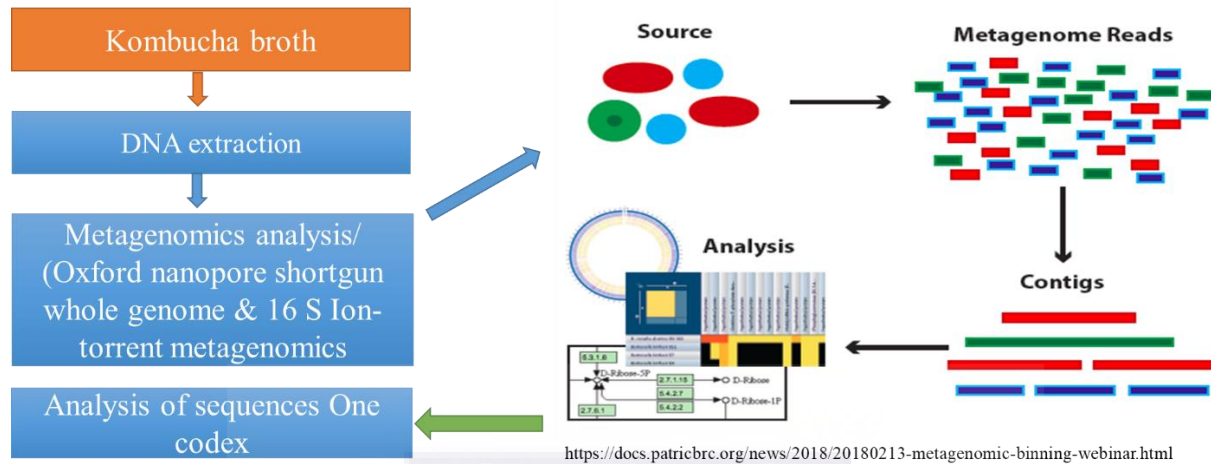 Kombucha broth
DNA extraction
Metagenomics analysis/
(Oxford nanopore shortgun
whole genome & 16 S Ion-
torrent metagenomics
Analysis of sequences One
codex
Source
Metagenome Reads
Contigs
Analysis
5.3.1.6
D-Ribose-5P
2.7.1.15
D-Ribose
5.4.2.7
5.4.2.2
D-Ribose-1P
2.7.6.1
https://docs.patricbrc.org/news/2018/20180213-metagenomic-binning-webinar.html